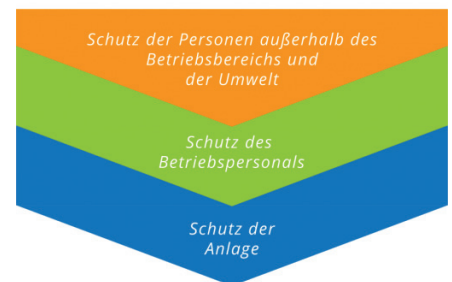 Schutz der Personen außerhalb des
Betriebsbereichs und
der Umwelt
Schutz des
Betriebspersonals
Schutz der
Anlage